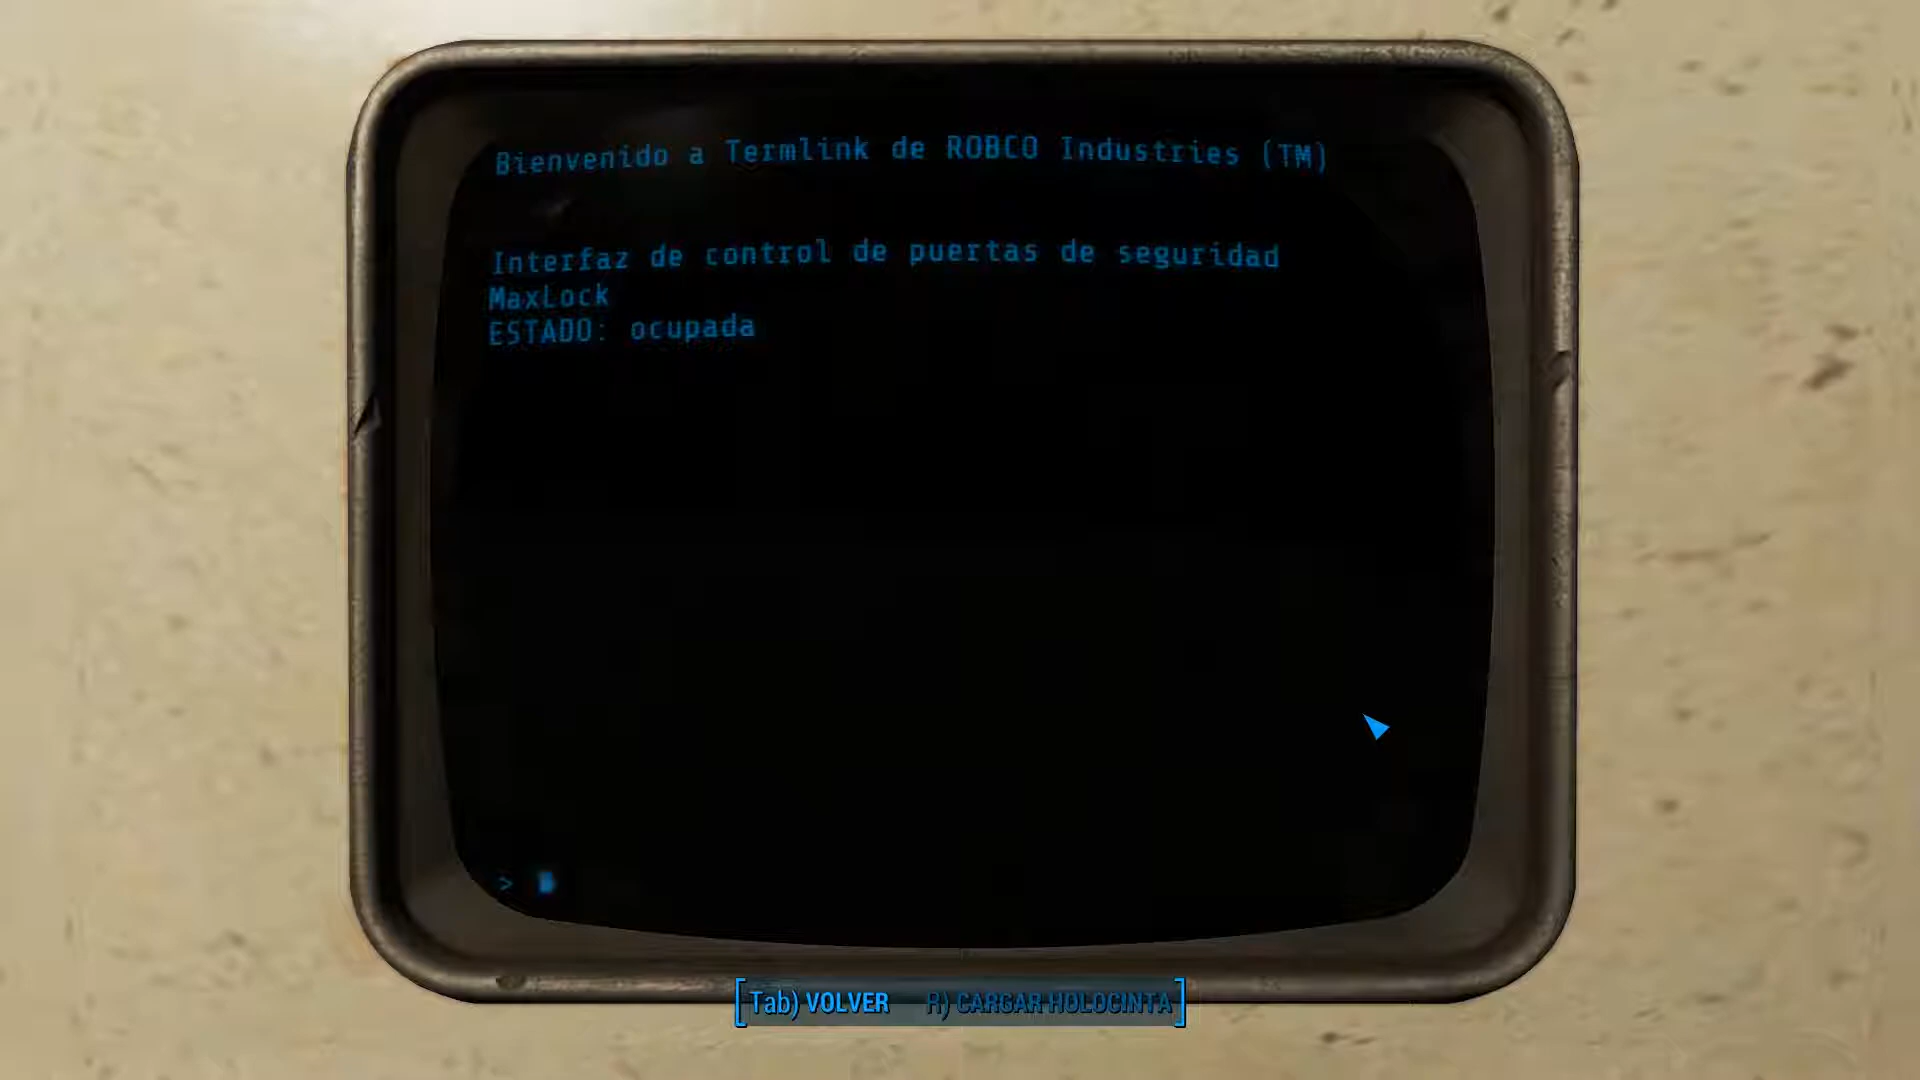 Bienvenido a Termlink de ROBCO Industries (TM)
Interfaz de control de puertas de seguridad
MaxLock
ESTADO: ocupada
>
Tab) VOLVER R) CARGAR HOLOCINTA